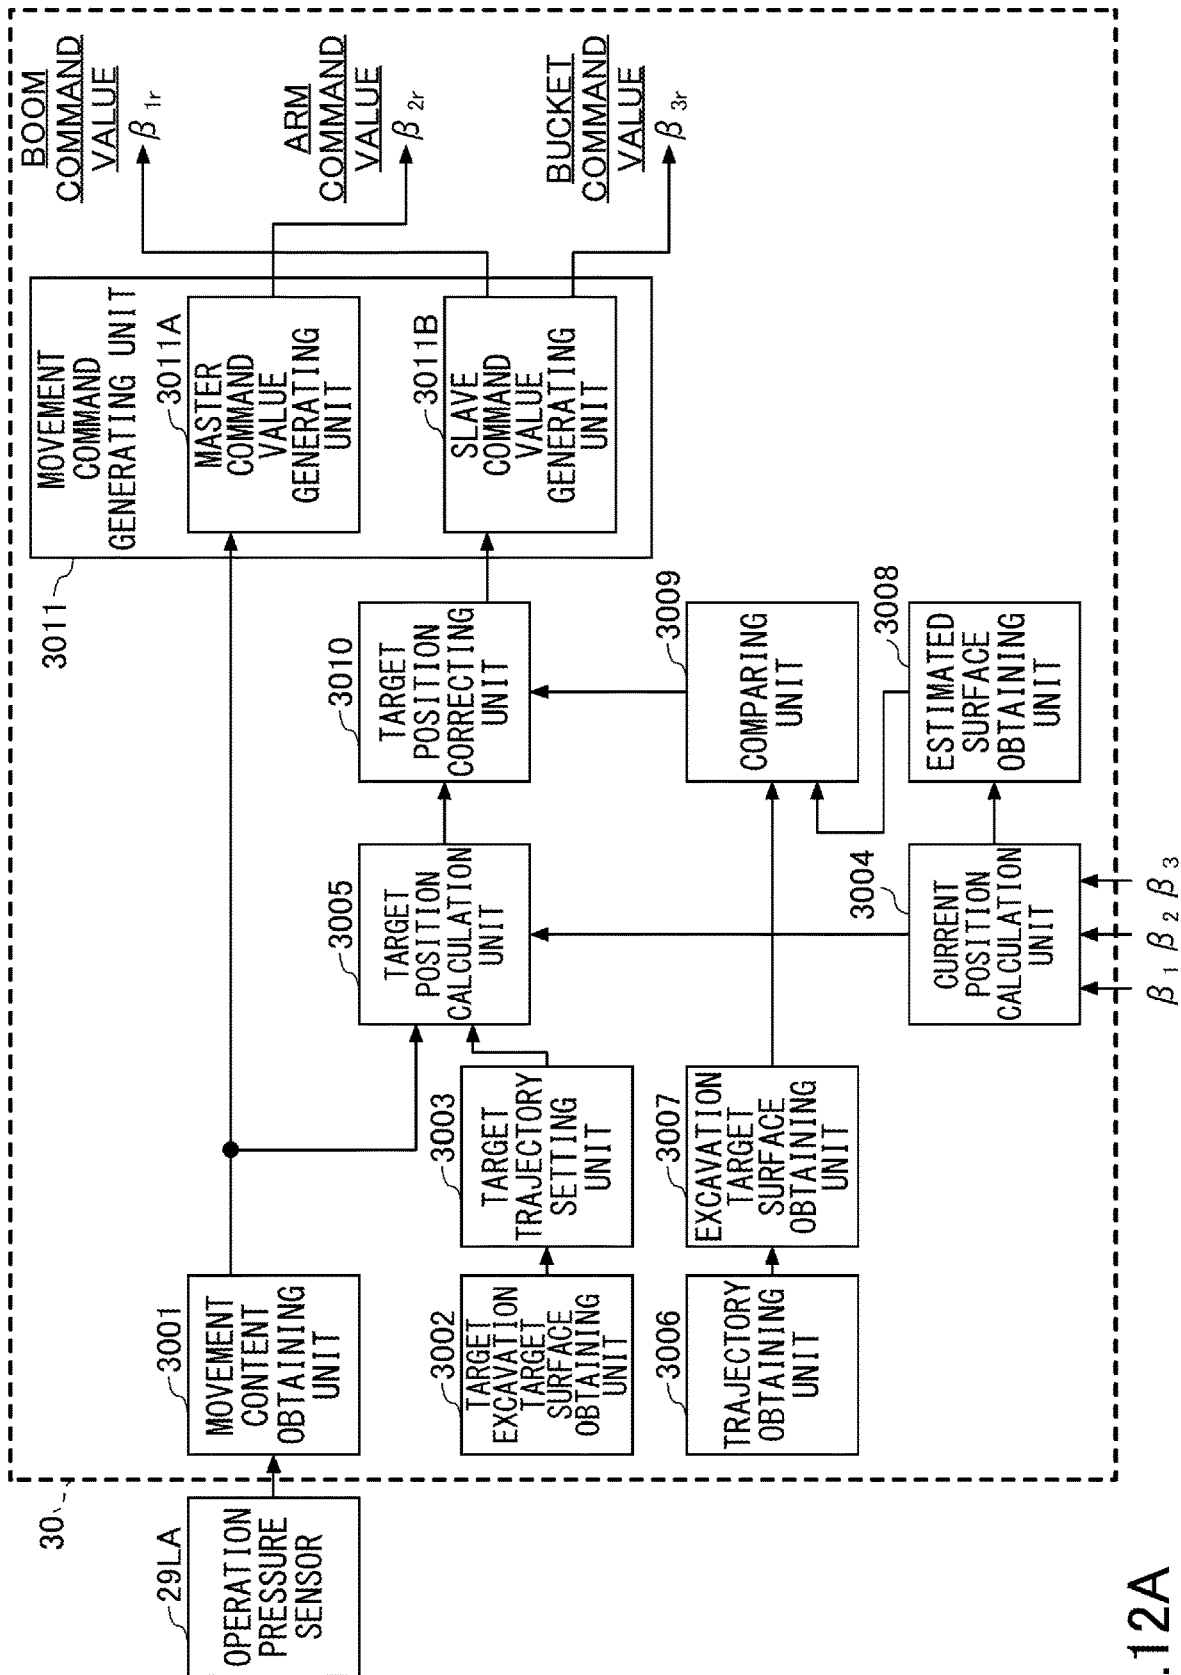 30
29LA
OPERATION
PRESSURE
SENSOR
3001
MOVEMENT
CONTENT
OBTAINING
UNIT
3002
TARGET
EXCAVATION
TARGET
SURFACE
OBTAINING
UNIT
3003
TARGET
TRAJECTORY
SETTING
UNIT
3006
TRAJECTORY
OBTAINING
UNIT
3007
EXCAVATION
TARGET
SURFACE
OBTAINING
UNIT
3005
TARGET
POSITION
CALCULATION
UNIT
3004
CURRENT
POSITION
CALCULATION
UNIT
β1 β2 β3
3010
TARGET
POSITION
CORRECTING
UNIT
3009
COMPARING
UNIT
3008
ESTIMATED
SURFACE
OBTAINING
UNIT
3011
MOVEMENT
COMMAND
GENERATING UNIT
3011A
MASTER
COMMAND
VALUE
GENERATING
UNIT
3011B
SLAVE
COMMAND
VALUE
GENERATING
UNIT
BOOM
COMMAND
VALUE
β1r
ARM
COMMAND
VALUE
β2r
BUCKET
COMMAND
VALUE
β3r
.12A